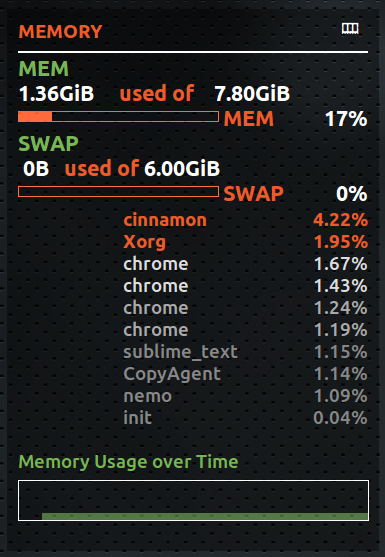 MEMORY
MEM
1.36GiB used of 7.80GiB
MEM 17%
SWAP
0B used of 6.00GiB
SWAP 0%
cinnamon 4.22%
Xorg 1.95%
chrome 1.67%
chrome 1.43%
chrome 1.24%
chrome 1.19%
sublime_text 1.15%
CopyAgent 1.14%
nemo 1.09%
init 0.04%
Memory Usage over Time